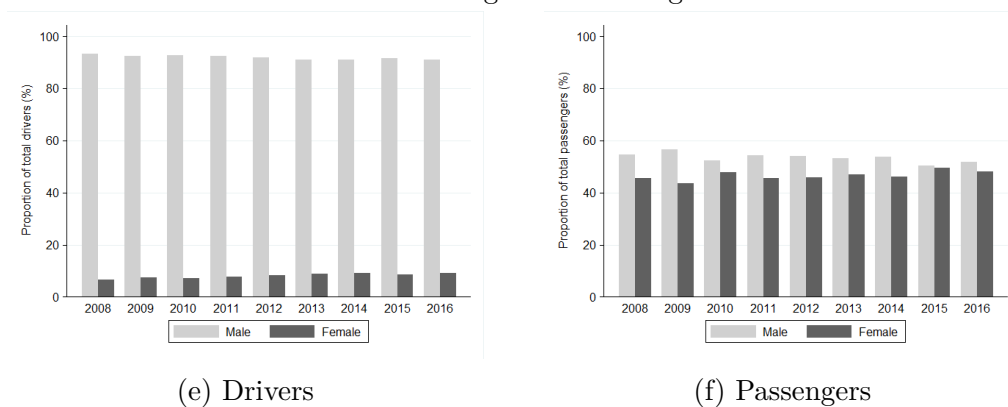 Proportion of total drivers (%)
100
80
60
40
20
0
2008 2009 2010 2011 2012 2013 2014 2015 2016
Male Female
(e) Drivers
Proportion of total passengers (%)
100
80
60
40
20
0
2008 2009 2010 2011 2012 2013 2014 2015 2016
Male Female
(f) Passengers